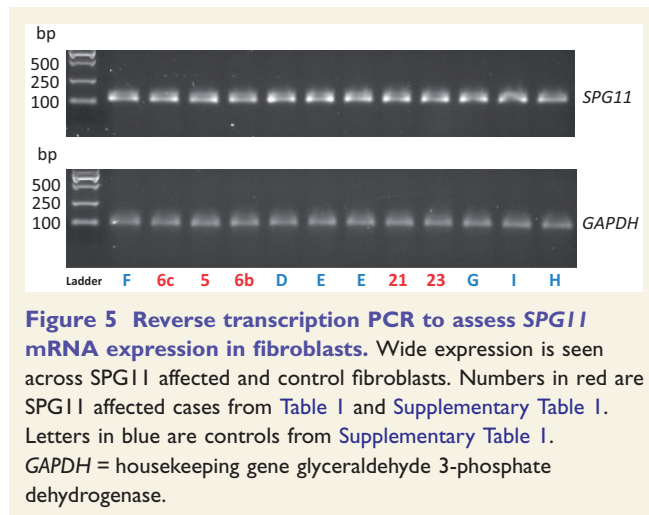 bp
500
250
100
SPG11
bp
500
250
100
GAPDH
Ladder F 6c 5 6b D E E 21 23 G I H
Figure 5 Reverse transcription PCR to assess SPG11
mRNA expression in fibroblasts. Wide expression is seen
across SPG11 affected and control fibroblasts. Numbers in red are
SPG11 affected cases from Table 1 and Supplementary Table 1.
Letters in blue are controls from Supplementary Table 1.
GAPDH = housekeeping gene glyceraldehyde 3-phosphate
dehydrogenase.